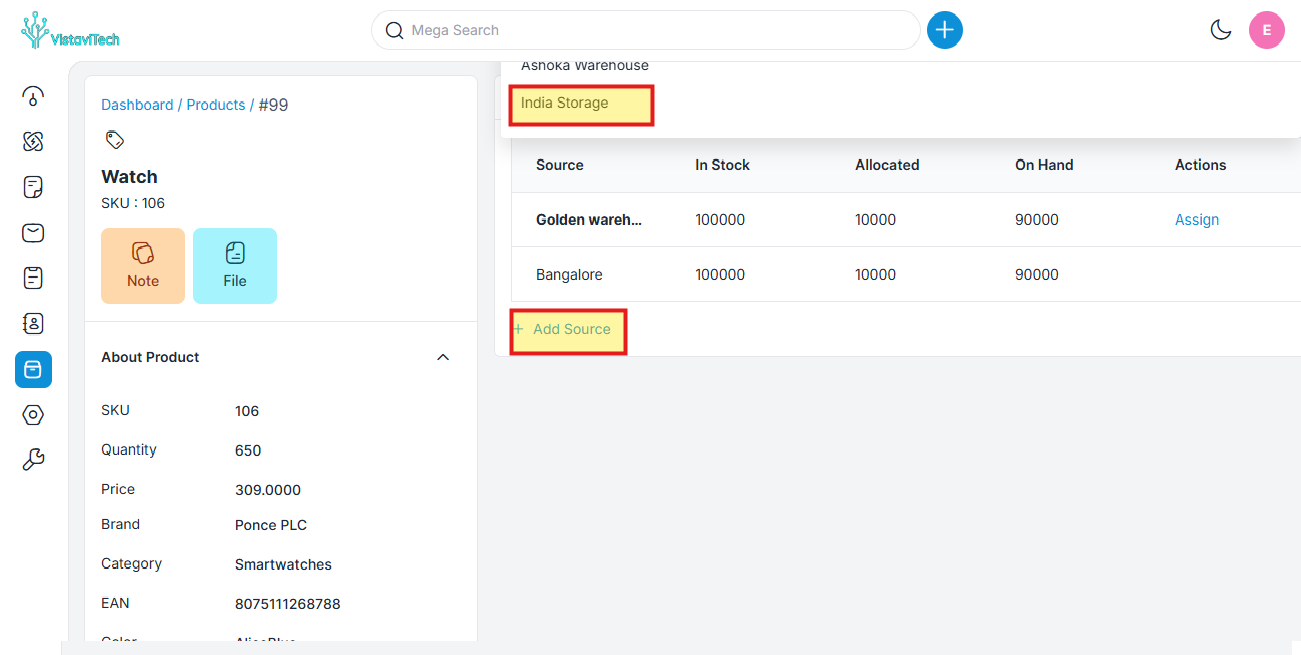 VistaviTech
Mega Search
E
Dashboard / Products / #99
Watch
SKU : 106
Note
File
About Product
SKU 106
Quantity 650
Price 309.0000
Brand Ponce PLC
Category Smartwatches
EAN 8075111268788
Color AliceBlue
Ashoka Warehouse
India Storage
Source In Stock Allocated On Hand Actions
Golden wareh... 100000 10000 90000 Assign
Bangalore 100000 10000 90000
+ Add Source